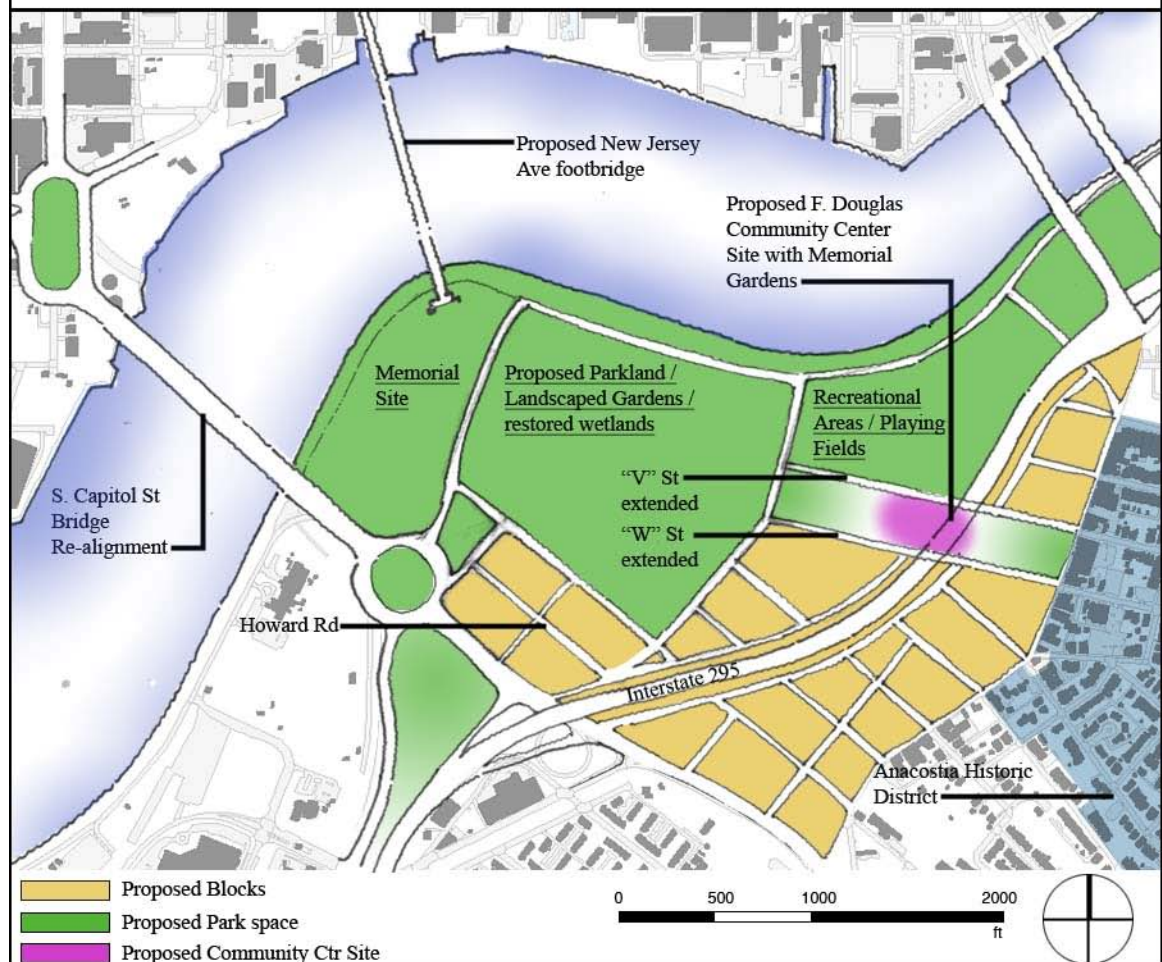 Proposed New Jersey
Ave footbridge
Proposed F. Douglas
Community Center
Site with Memorial
Gardens
Memorial
Site
Proposed Parkland /
Landscaped Gardens /
restored wetlands
Recreational
Areas / Playing
Fields
"V" St
extended
"W" St
extended
S. Capitol St
Bridge
Re-alignment
Howard Rd
Interstate 295
Anacostia Historic
District
Proposed Blocks
Proposed Park space
Proposed Community Ctr Site
0 500 1000 2000
ft